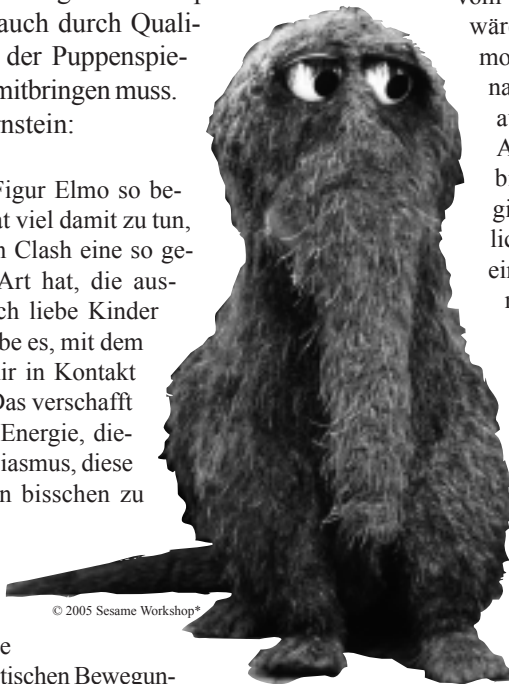 auch durch Quali-
der Puppenspie-
mitbringen muss.
nstein:
Figur Elmo so be-
at viel damit zu tun,
n Clash eine so ge-
Art hat, die aus-
ch liebe Kinder
be es, mit dem
ir in Kontakt
Das verschafft
Energie, die-
iasmus, diese
n bisschen zu
© 2005 Sesame Workshop*
e
tischen Bewegun-
vom
wär
mo
na
a
A
b
gi
lic
ein